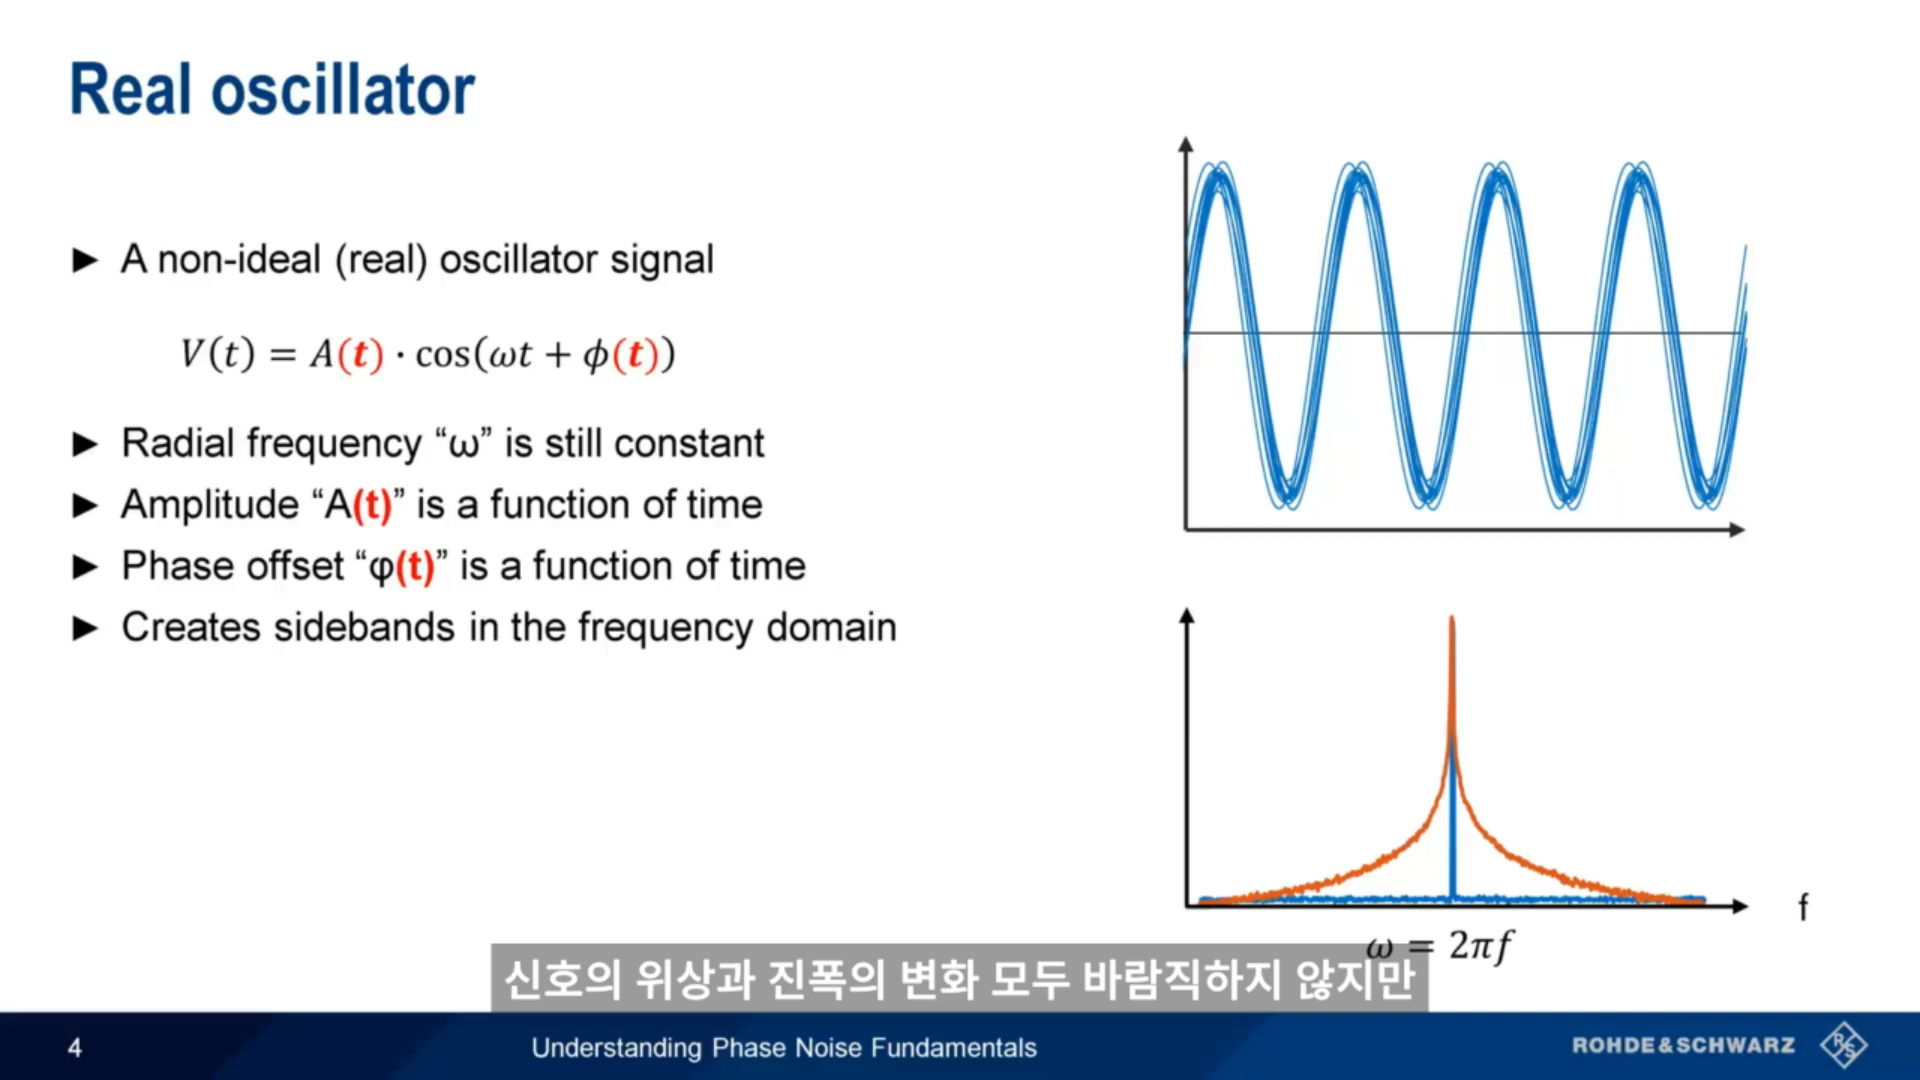 Real oscillator
► A non-ideal (real) oscillator signal
V(t) = A(t) · cos(ωt + ϕ(t))
► Radial frequency “ω” is still constant
► Amplitude “A(t)” is a function of time
► Phase offset “φ(t)” is a function of time
► Creates sidebands in the frequency domain
f
ω = 2πf
신호의 위상과 진폭의 변화 모두 바람직하지 않지만
4
Understanding Phase Noise Fundamentals
ROHDE&SCHWARZ
R&S